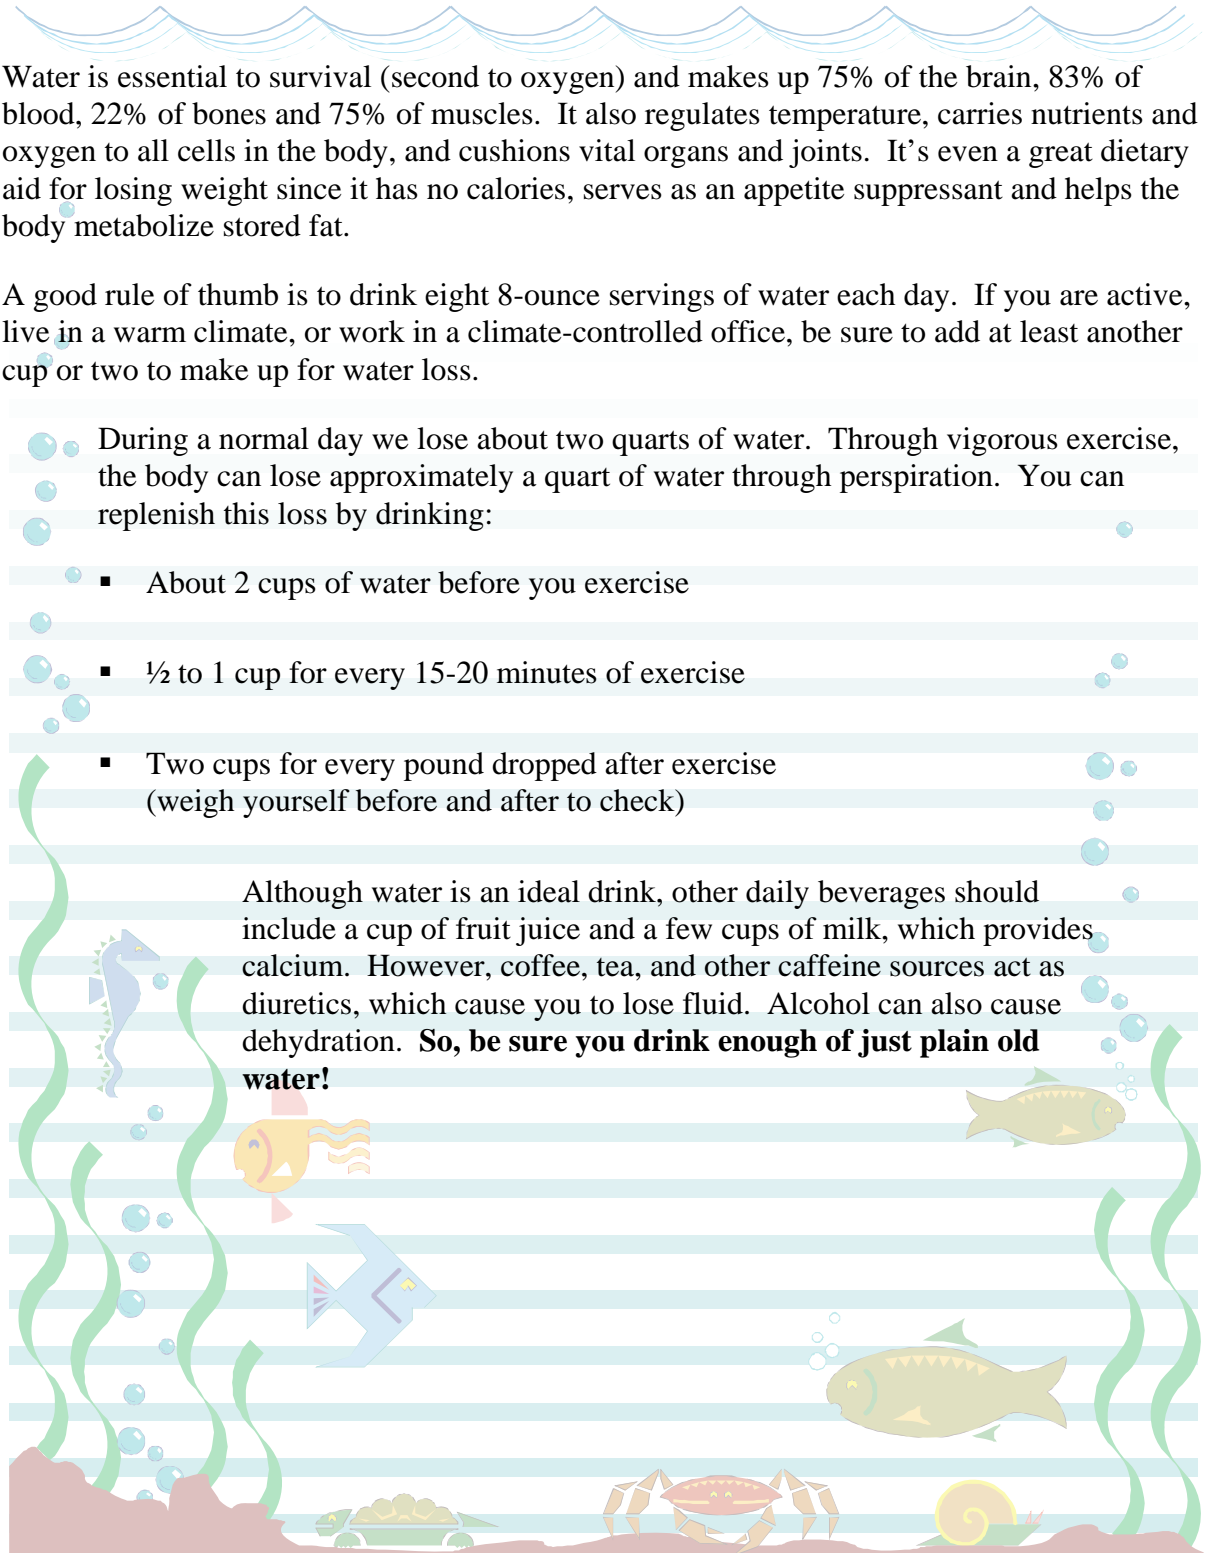 Water is essential to survival (second to oxygen) and makes up 75% of the brain, 83% of
blood, 22% of bones and 75% of muscles.  It also regulates temperature, carries nutrients and
oxygen to all cells in the body, and cushions vital organs and joints.  It’s even a great dietary
aid for losing weight since it has no calories, serves as an appetite suppressant and helps the
body metabolize stored fat.
A good rule of thumb is to drink eight 8-ounce servings of water each day.  If you are active,
live in a warm climate, or work in a climate-controlled office, be sure to add at least another
cup or two to make up for water loss.
During a normal day we lose about two quarts of water.  Through vigorous exercise,
the body can lose approximately a quart of water through perspiration.  You can
replenish this loss by drinking:
▪ About 2 cups of water before you exercise
▪ ½ to 1 cup for every 15-20 minutes of exercise
▪ Two cups for every pound dropped after exercise
(weigh yourself before and after to check)
Although water is an ideal drink, other daily beverages should
include a cup of fruit juice and a few cups of milk, which provides
calcium.  However, coffee, tea, and other caffeine sources act as
diuretics, which cause you to lose fluid.  Alcohol can also cause
dehydration.  So, be sure you drink enough of just plain old
water!